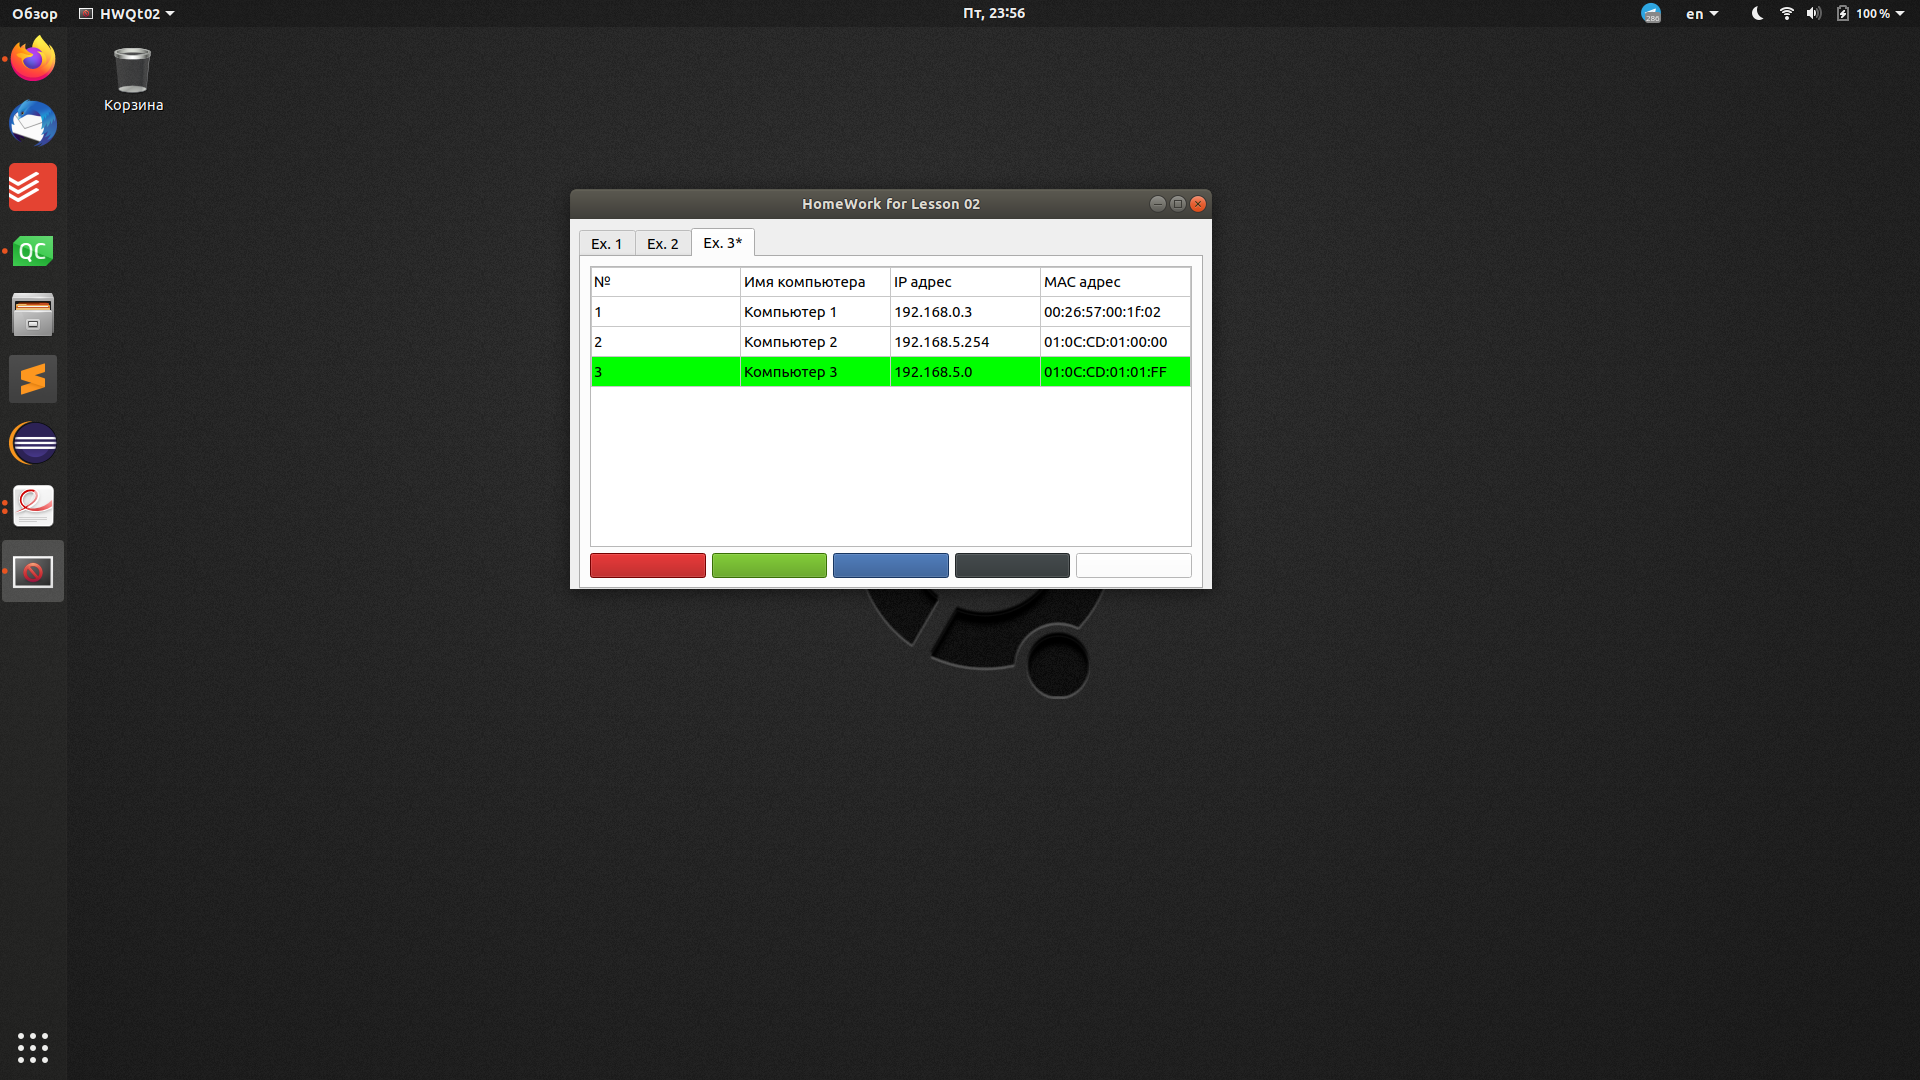 Обзор HWQt02 Пт, 23:56 286 en 100 %
Корзина
QC
HomeWork for Lesson 02
Ex. 1 Ex. 2 Ex. 3*
№ Имя компьютера IP адрес MAC адрес
1 Компьютер 1 192.168.0.3 00:26:57:00:1f:02
2 Компьютер 2 192.168.5.254 01:0C:CD:01:00:00
3 Компьютер 3 192.168.5.0 01:0C:CD:01:01:FF